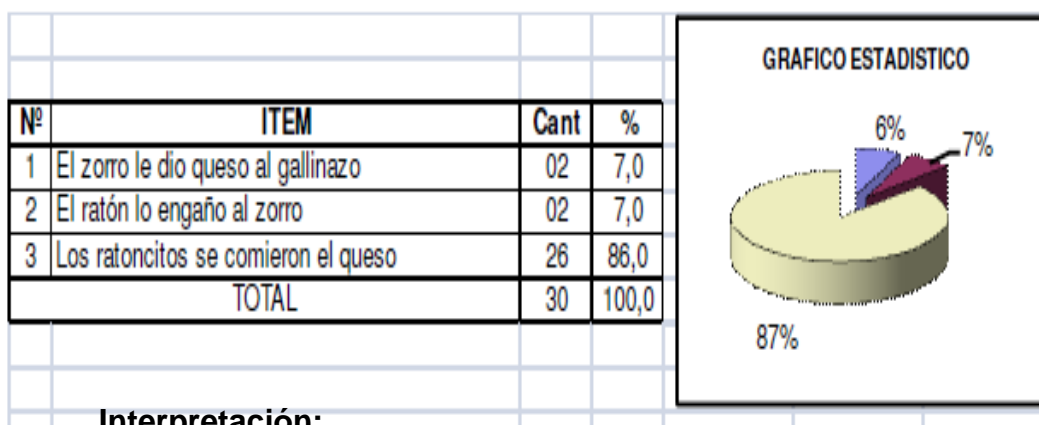 GRAFICO ESTADISTICO
Nº ITEM Cant %
1 El zorro le dio queso al gallinazo 02 7,0
2 El ratón lo engaño al zorro 02 7,0
3 Los ratoncitos se comieron el queso 26 86,0
TOTAL 30 100,0
6%
7%
87%
Interpretación: